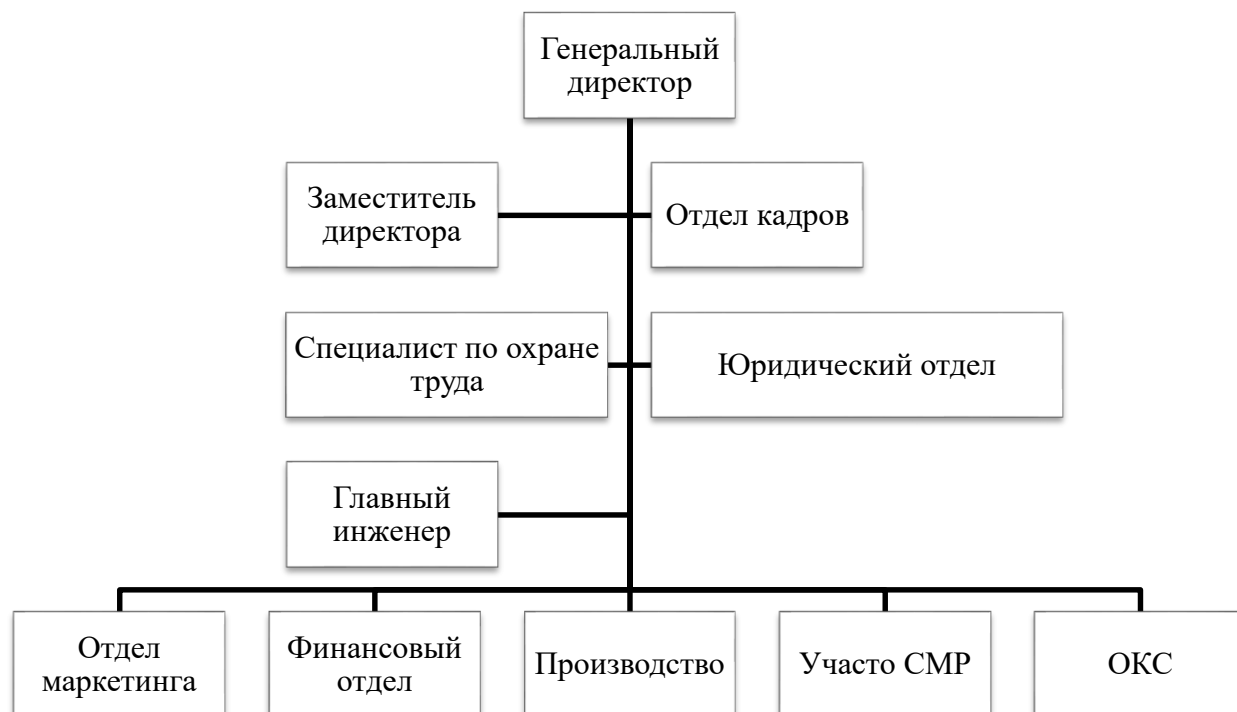 Генеральный
директор
Заместитель
директора
Отдел кадров
Специалист по охране
труда
Юридический отдел
Главный
инженер
Отдел
маркетинга
Финансовый
отдел
Производство
Участо СМР
ОКС